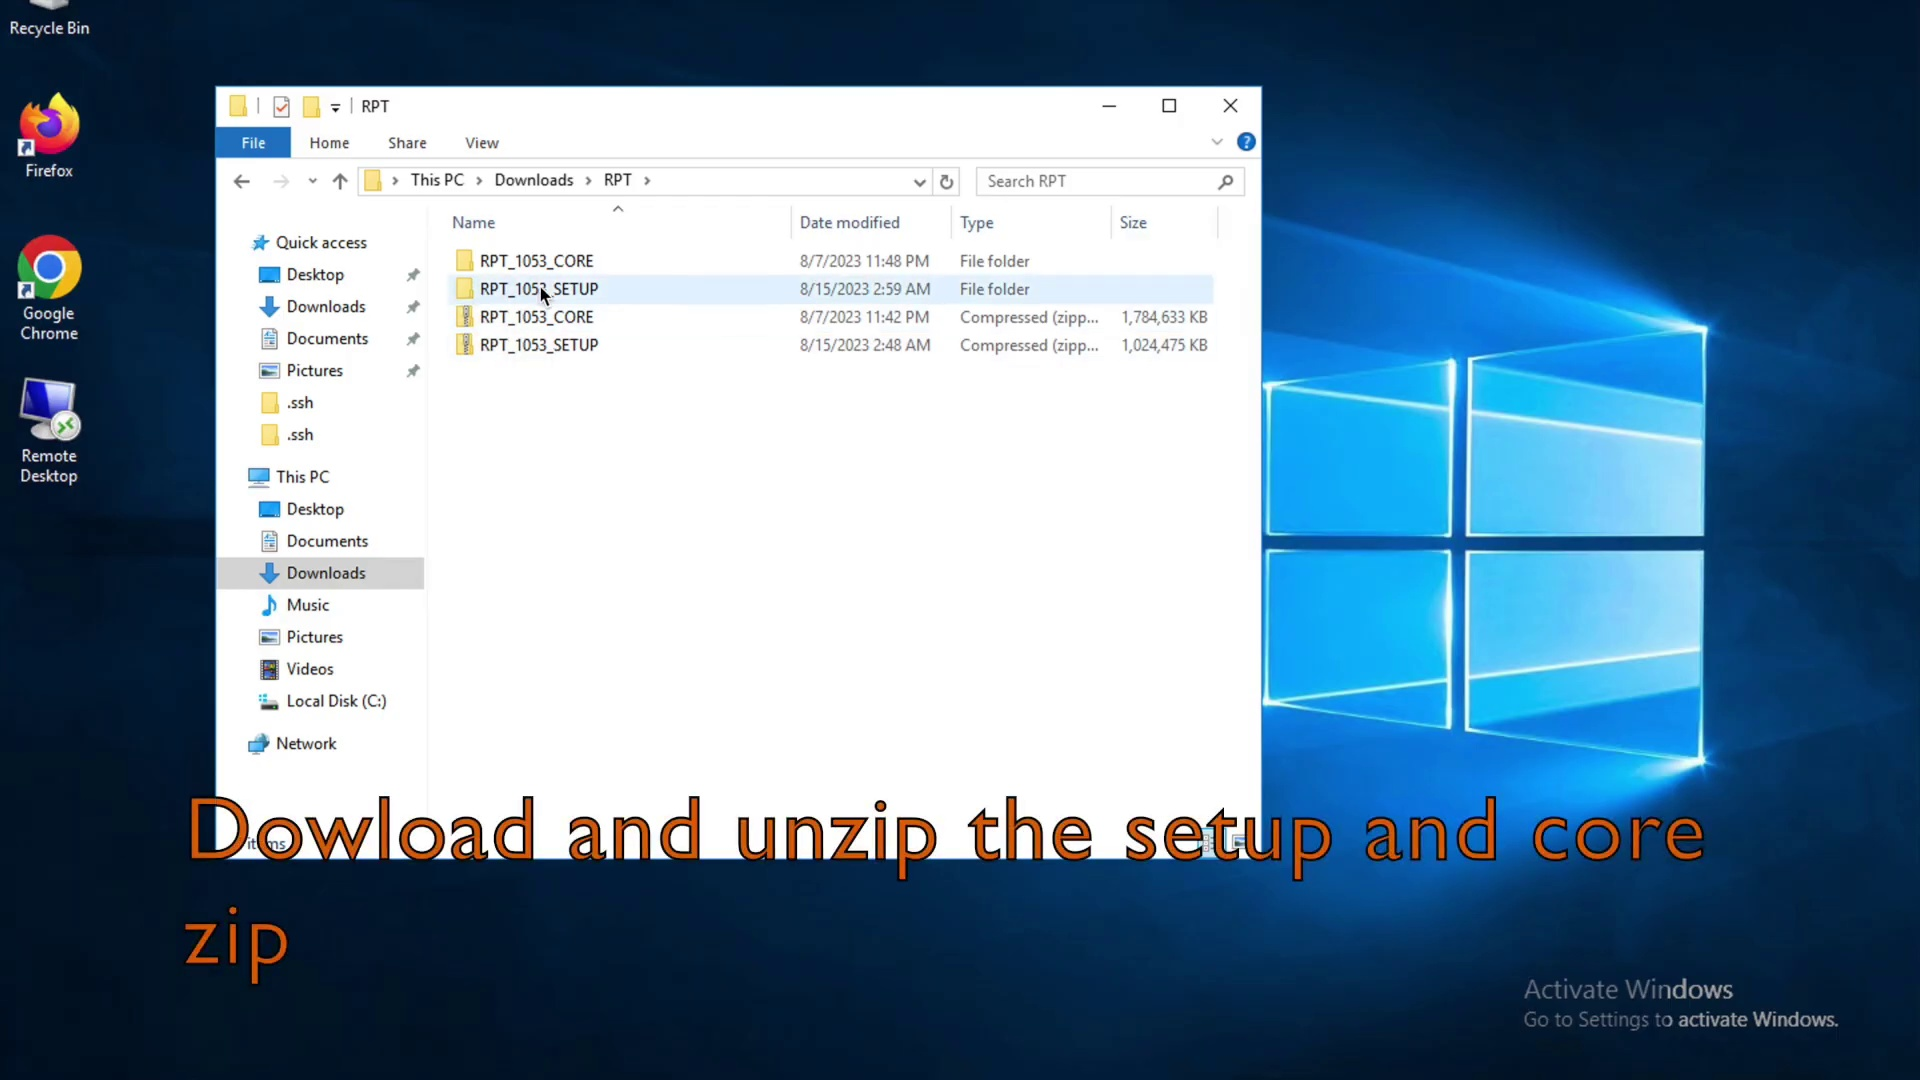 Recycle Bin
Firefox
Google
Chrome
Remote
Desktop
RPT
File Home Share View
This PC Downloads RPT
Search RPT
Name Date modified Type Size
RPT_1053_CORE 8/7/2023 11:48 PM File folder
RPT_1053_SETUP 8/15/2023 2:59 AM File folder
RPT_1053_CORE 8/7/2023 11:42 PM Compressed (zipp... 1,784,633 KB
RPT_1053_SETUP 8/15/2023 2:48 AM Compressed (zipp... 1,024,475 KB
Quick access
Desktop
Downloads
Documents
Pictures
.ssh
.ssh
This PC
Desktop
Documents
Downloads
Music
Pictures
Videos
Local Disk (C:)
Network
Dowload and unzip the setup and core
zip
Activate Windows
Go to Settings to activate Windows.